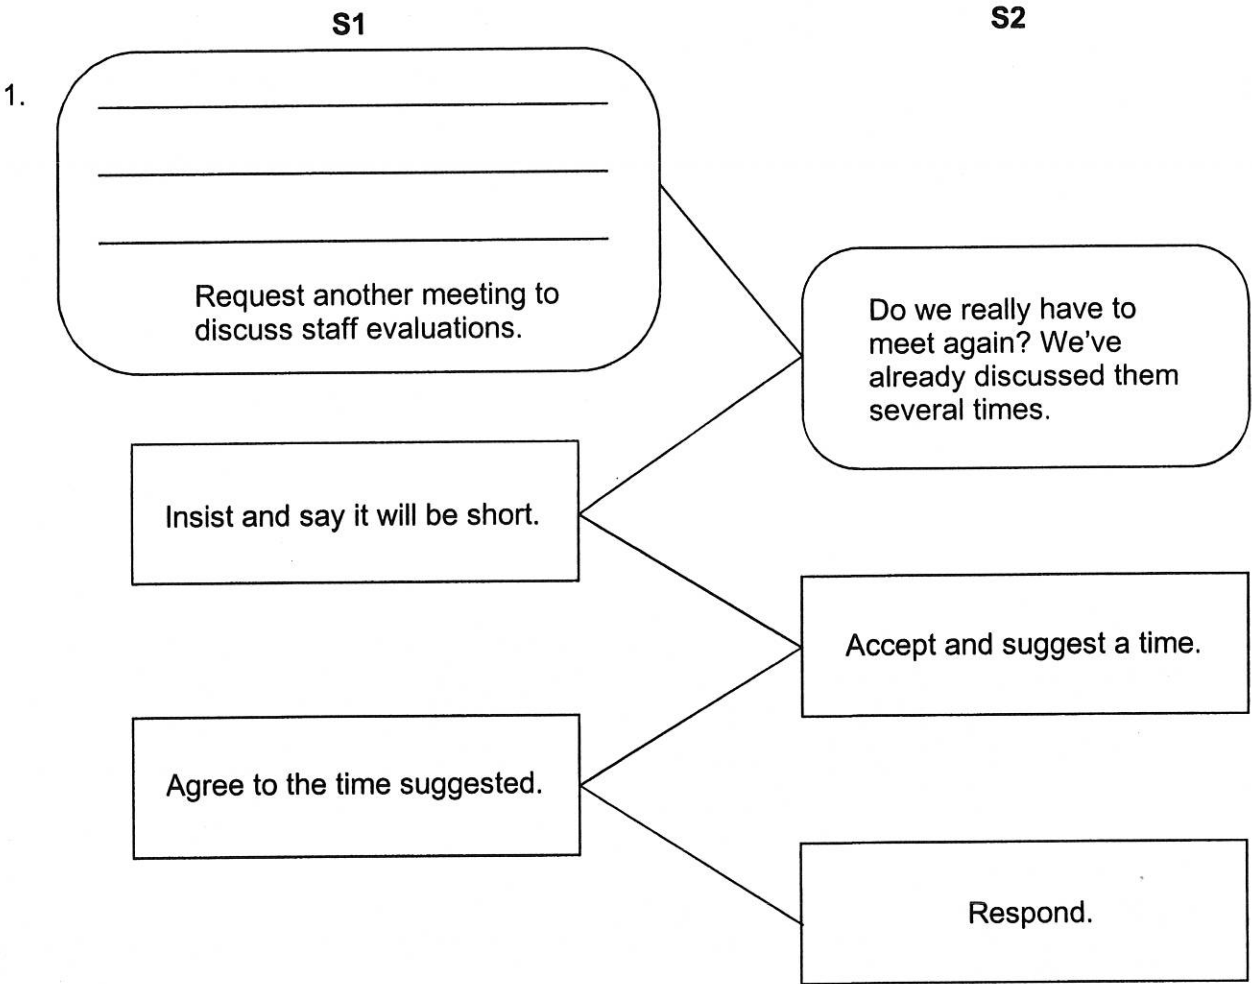 S1
S2
1.
Request another meeting to
discuss staff evaluations.
Do we really have to
meet again? We've
already discussed them
several times.
Insist and say it will be short.
Accept and suggest a time.
Agree to the time suggested.
Respond.